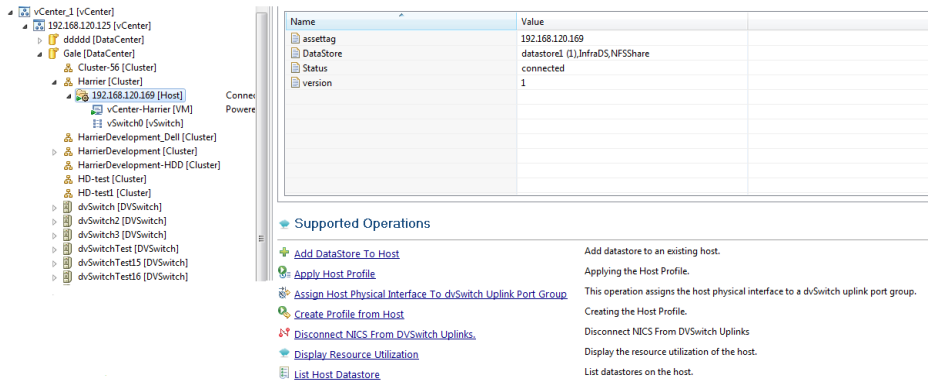 vCenter_1 [vCenter]
192.168.120.125 [vCenter]
ddddd [DataCenter]
Gale [DataCenter]
Cluster-56 [Cluster]
Harrier [Cluster]
192.168.120.169 [Host] Connec
vCenter-Harrier [VM] Powere
vSwitch0 [vSwitch]
HarrierDevelopment_Dell [Cluster]
HarrierDevelopment [Cluster]
HarrierDevelopment-HDD [Cluster]
HD-test [Cluster]
HD-test1 [Cluster]
dvSwitch [DVSwitch]
dvSwitch2 [DVSwitch]
dvSwitch3 [DVSwitch]
dvSwitchTest [DVSwitch]
dvSwitchTest15 [DVSwitch]
dvSwitchTest16 [DVSwitch]
Name Value
assettag 192.168.120.169
DataStore datastore1 (1),InfraDS,NFSShare
Status connected
version 1
Supported Operations
Add DataStore To Host Add datastore to an existing host.
Apply Host Profile Applying the Host Profile.
Assign Host Physical Interface To dvSwitch Uplink Port Group This operation assigns the host physical interface to a dvSwitch uplink port group.
Create Profile from Host Creating the Host Profile.
Disconnect NICS From DVSwitch Uplinks. Disconnect NICS From DVSwitch Uplinks
Display Resource Utilization Display the resource utilization of the host.
List Host Datastore List datastores on the host.